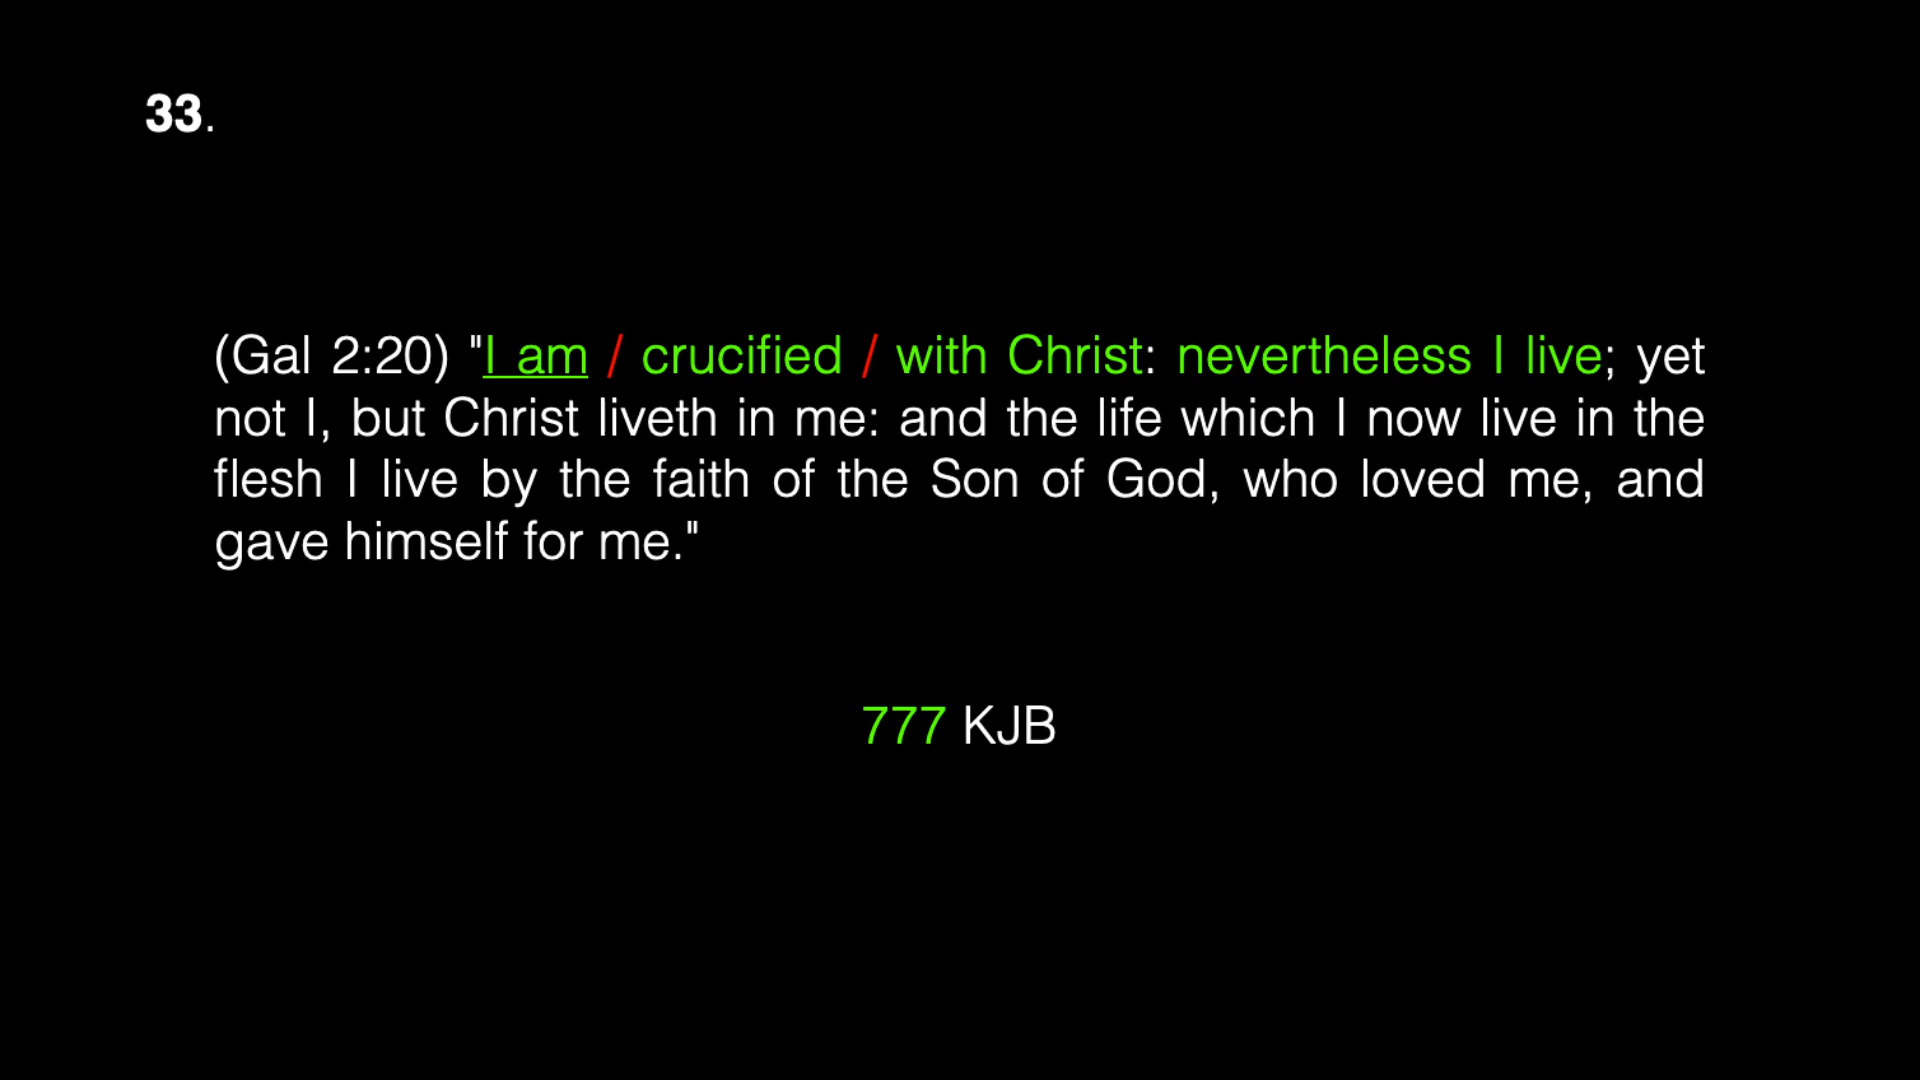 33.
(Gal 2:20) "I am / crucified / with Christ: nevertheless I live; yet
not I, but Christ liveth in me: and the life which I now live in the
flesh I live by the faith of the Son of God, who loved me, and
gave himself for me."
777 KJB